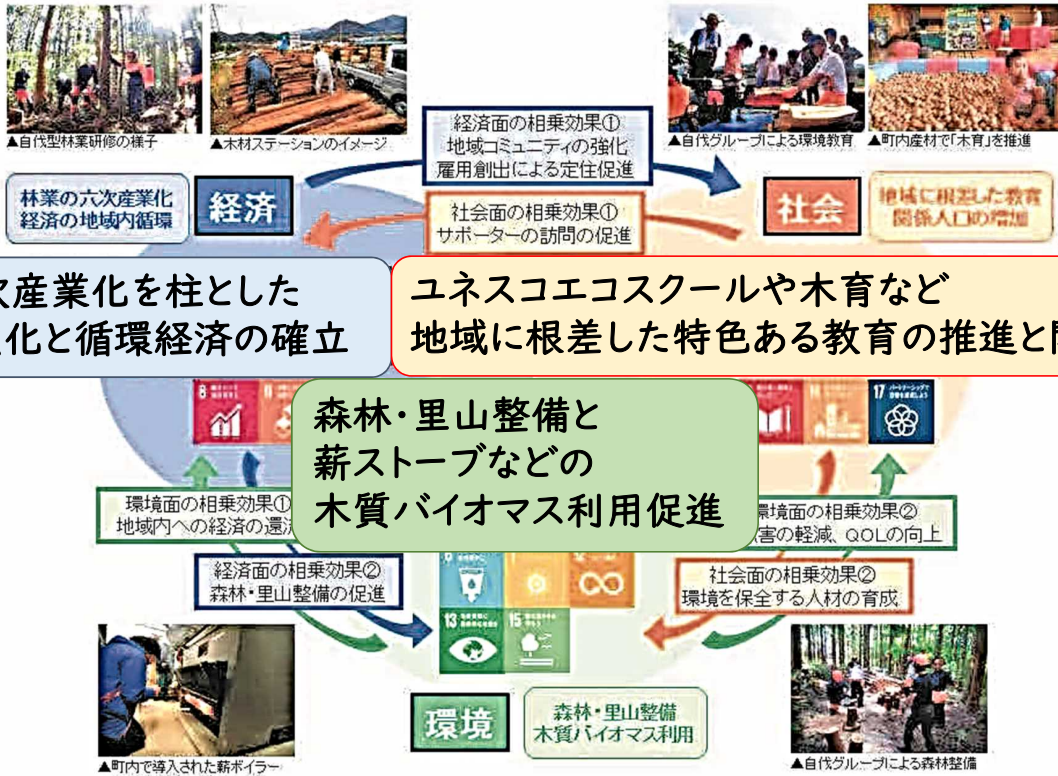 ▲自伐型林業研修の様子
▲木材ステーションのイメージ
▲自伐グループによる環境教育
▲町内産材で「木育」を推進
経済面の相乗効果①
地域コミュニティの強化
雇用創出による定住促進
林業の六次産業化
経済の地域内循環
経済
社会
地域に根差した教育
関係人口の増加
社会面の相乗効果①
サポーターの訪問の促進
次産業化を柱とした
化と循環経済の確立
ユネスコエコスクールや木育など
地域に根差した特色ある教育の推進と
8
17 パートナーシップで
森林・里山整備と
薪ストーブなどの
木質バイオマス利用促進
環境面の相乗効果①
地域内への経済の還
環境面の相乗効果②
害の軽減、QOLの向上
経済面の相乗効果②
森林・里山整備の促進
社会面の相乗効果②
環境を保全する人材の育成
13
15
環境
森林・里山整備
木質バイオマス利用
▲町内で導入された薪ボイラー
▲自伐グループによる森林整備